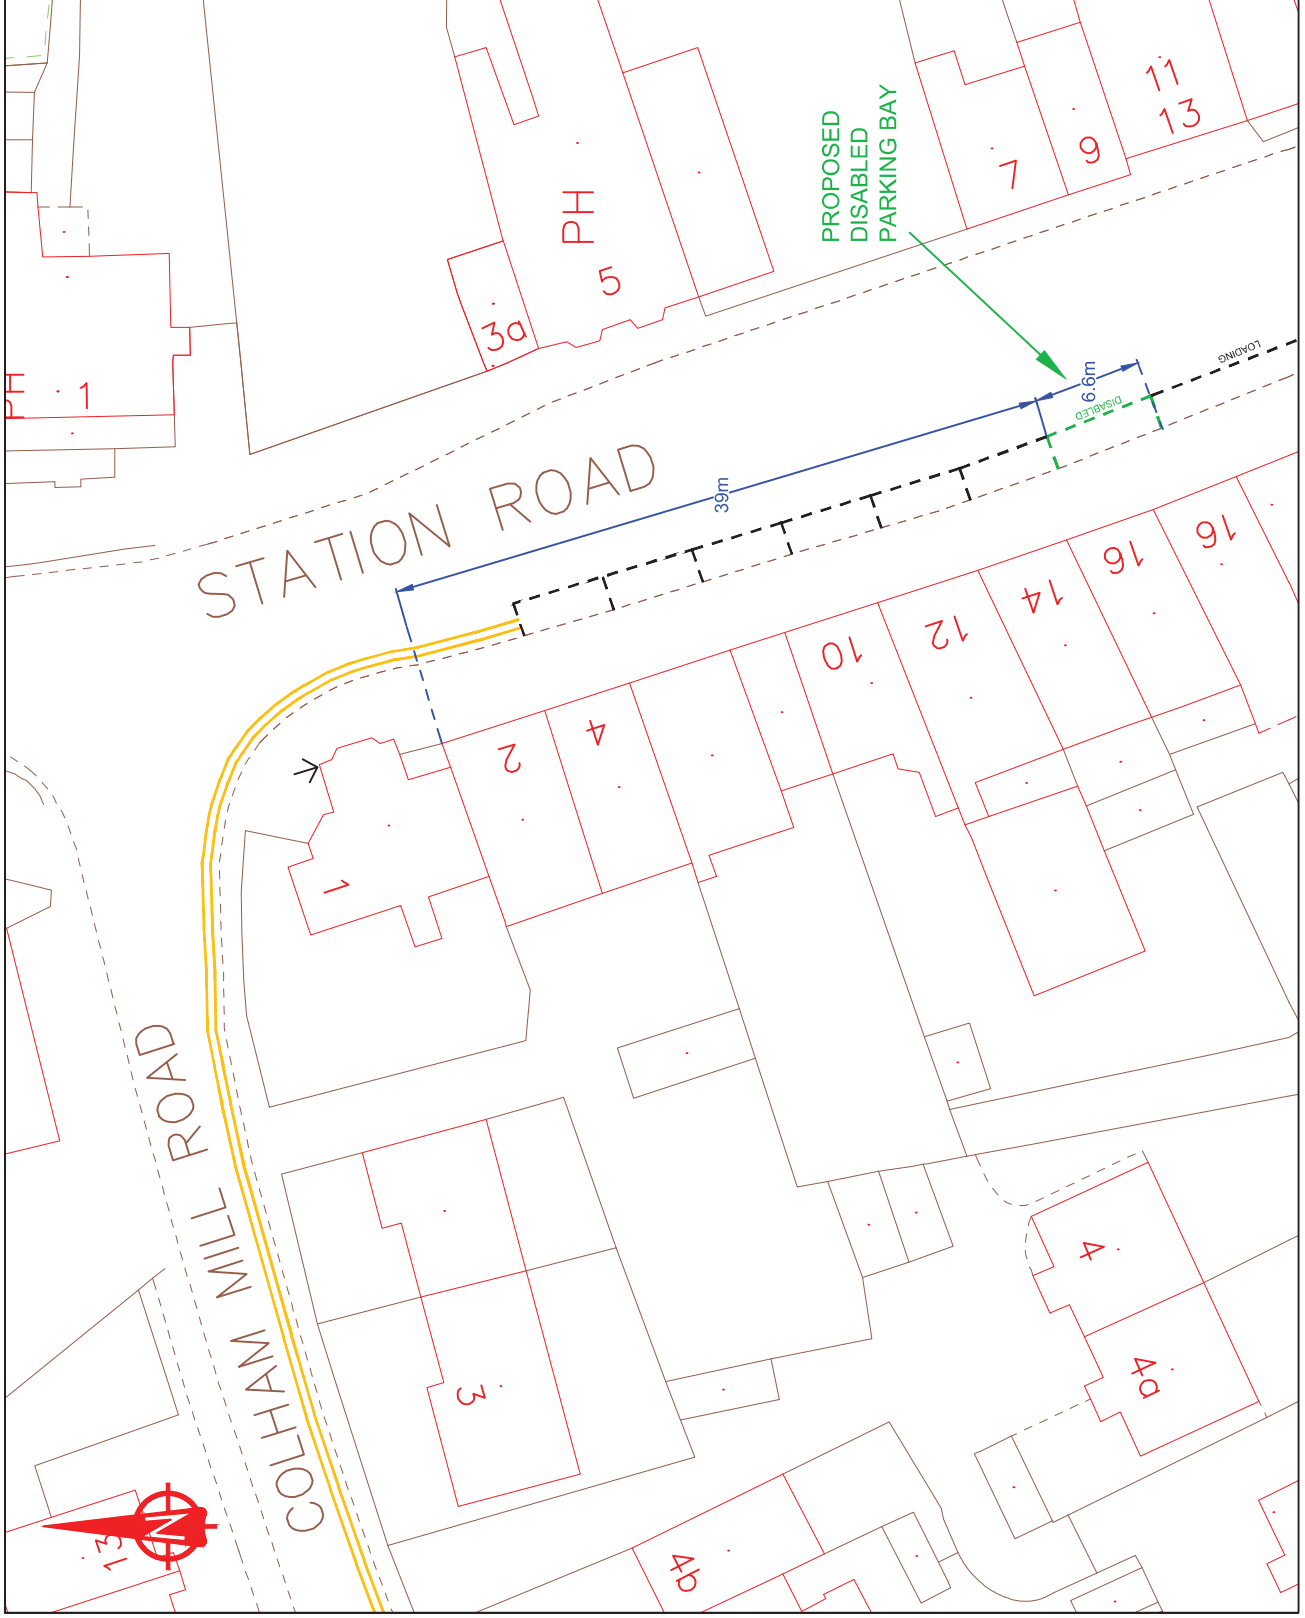 11
13
9
7
PROPOSED
DISABLED
PARKING BAY
PH
5
3a
PH
1
LOADING
6.6m
DISABLED
39m
STATION ROAD
16
16
14
12
10
4
2
1
COLHAM MILL ROAD
3
4
4a
4b
13
N